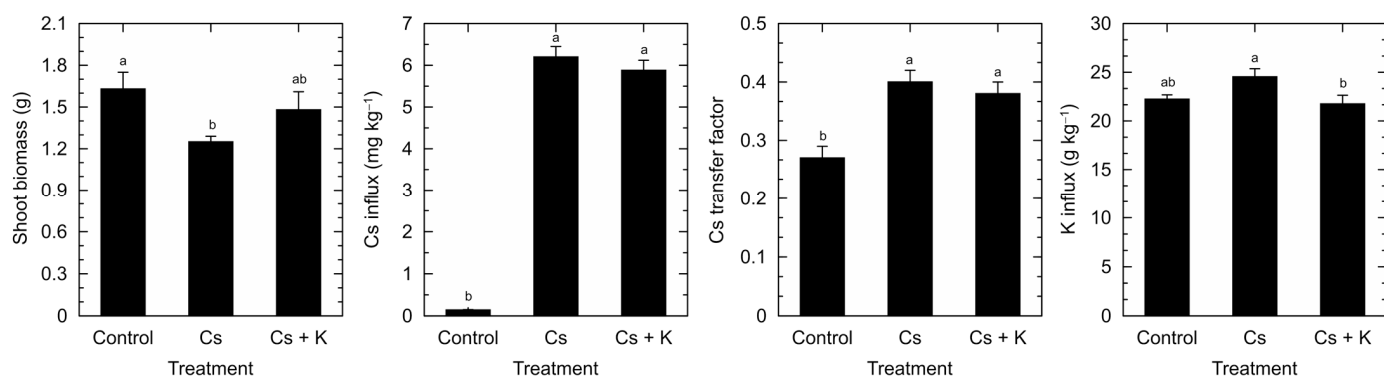 Shoot biomass (g)
2.1
1.8
1.5
1.2
0.9
0.6
0.3
0
a
b
ab
Control Cs Cs + K
Treatment
Cs influx (mg kg⁻¹)
7
6
5
4
3
2
1
0
b
a
a
Control Cs Cs + K
Treatment
Cs transfer factor
0.5
0.4
0.3
0.2
0.1
0
b
a
a
Control Cs Cs + K
Treatment
K influx (g kg⁻¹)
30
25
20
15
10
5
0
ab
a
b
Control Cs Cs + K
Treatment